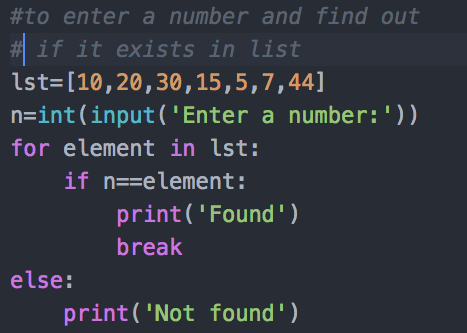 #to enter a number and find out
# if it exists in list
lst=[10,20,30,15,5,7,44]
n=int(input('Enter a number:'))
for element in lst:
    if n==element:
        print('Found')
        break
else:
    print('Not found')